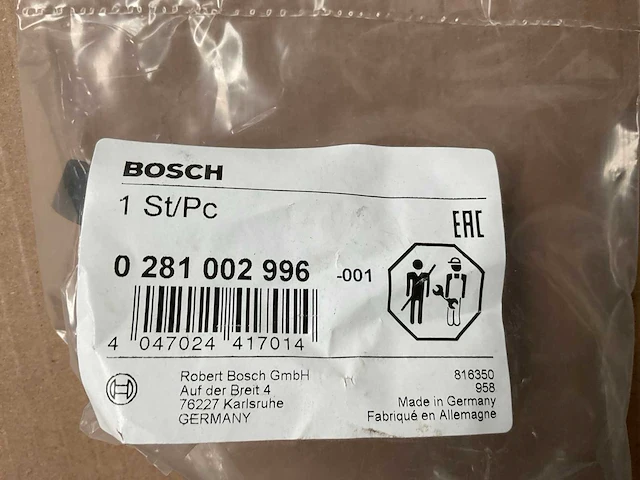 BOSCH
1 St/Pc
EAC
0 281 002 996 -001
4 047024 417014
Robert Bosch GmbH
Auf der Breit 4
76227 Karlsruhe
GERMANY
816350
958
Made in Germany
Fabriqué en Allemagne